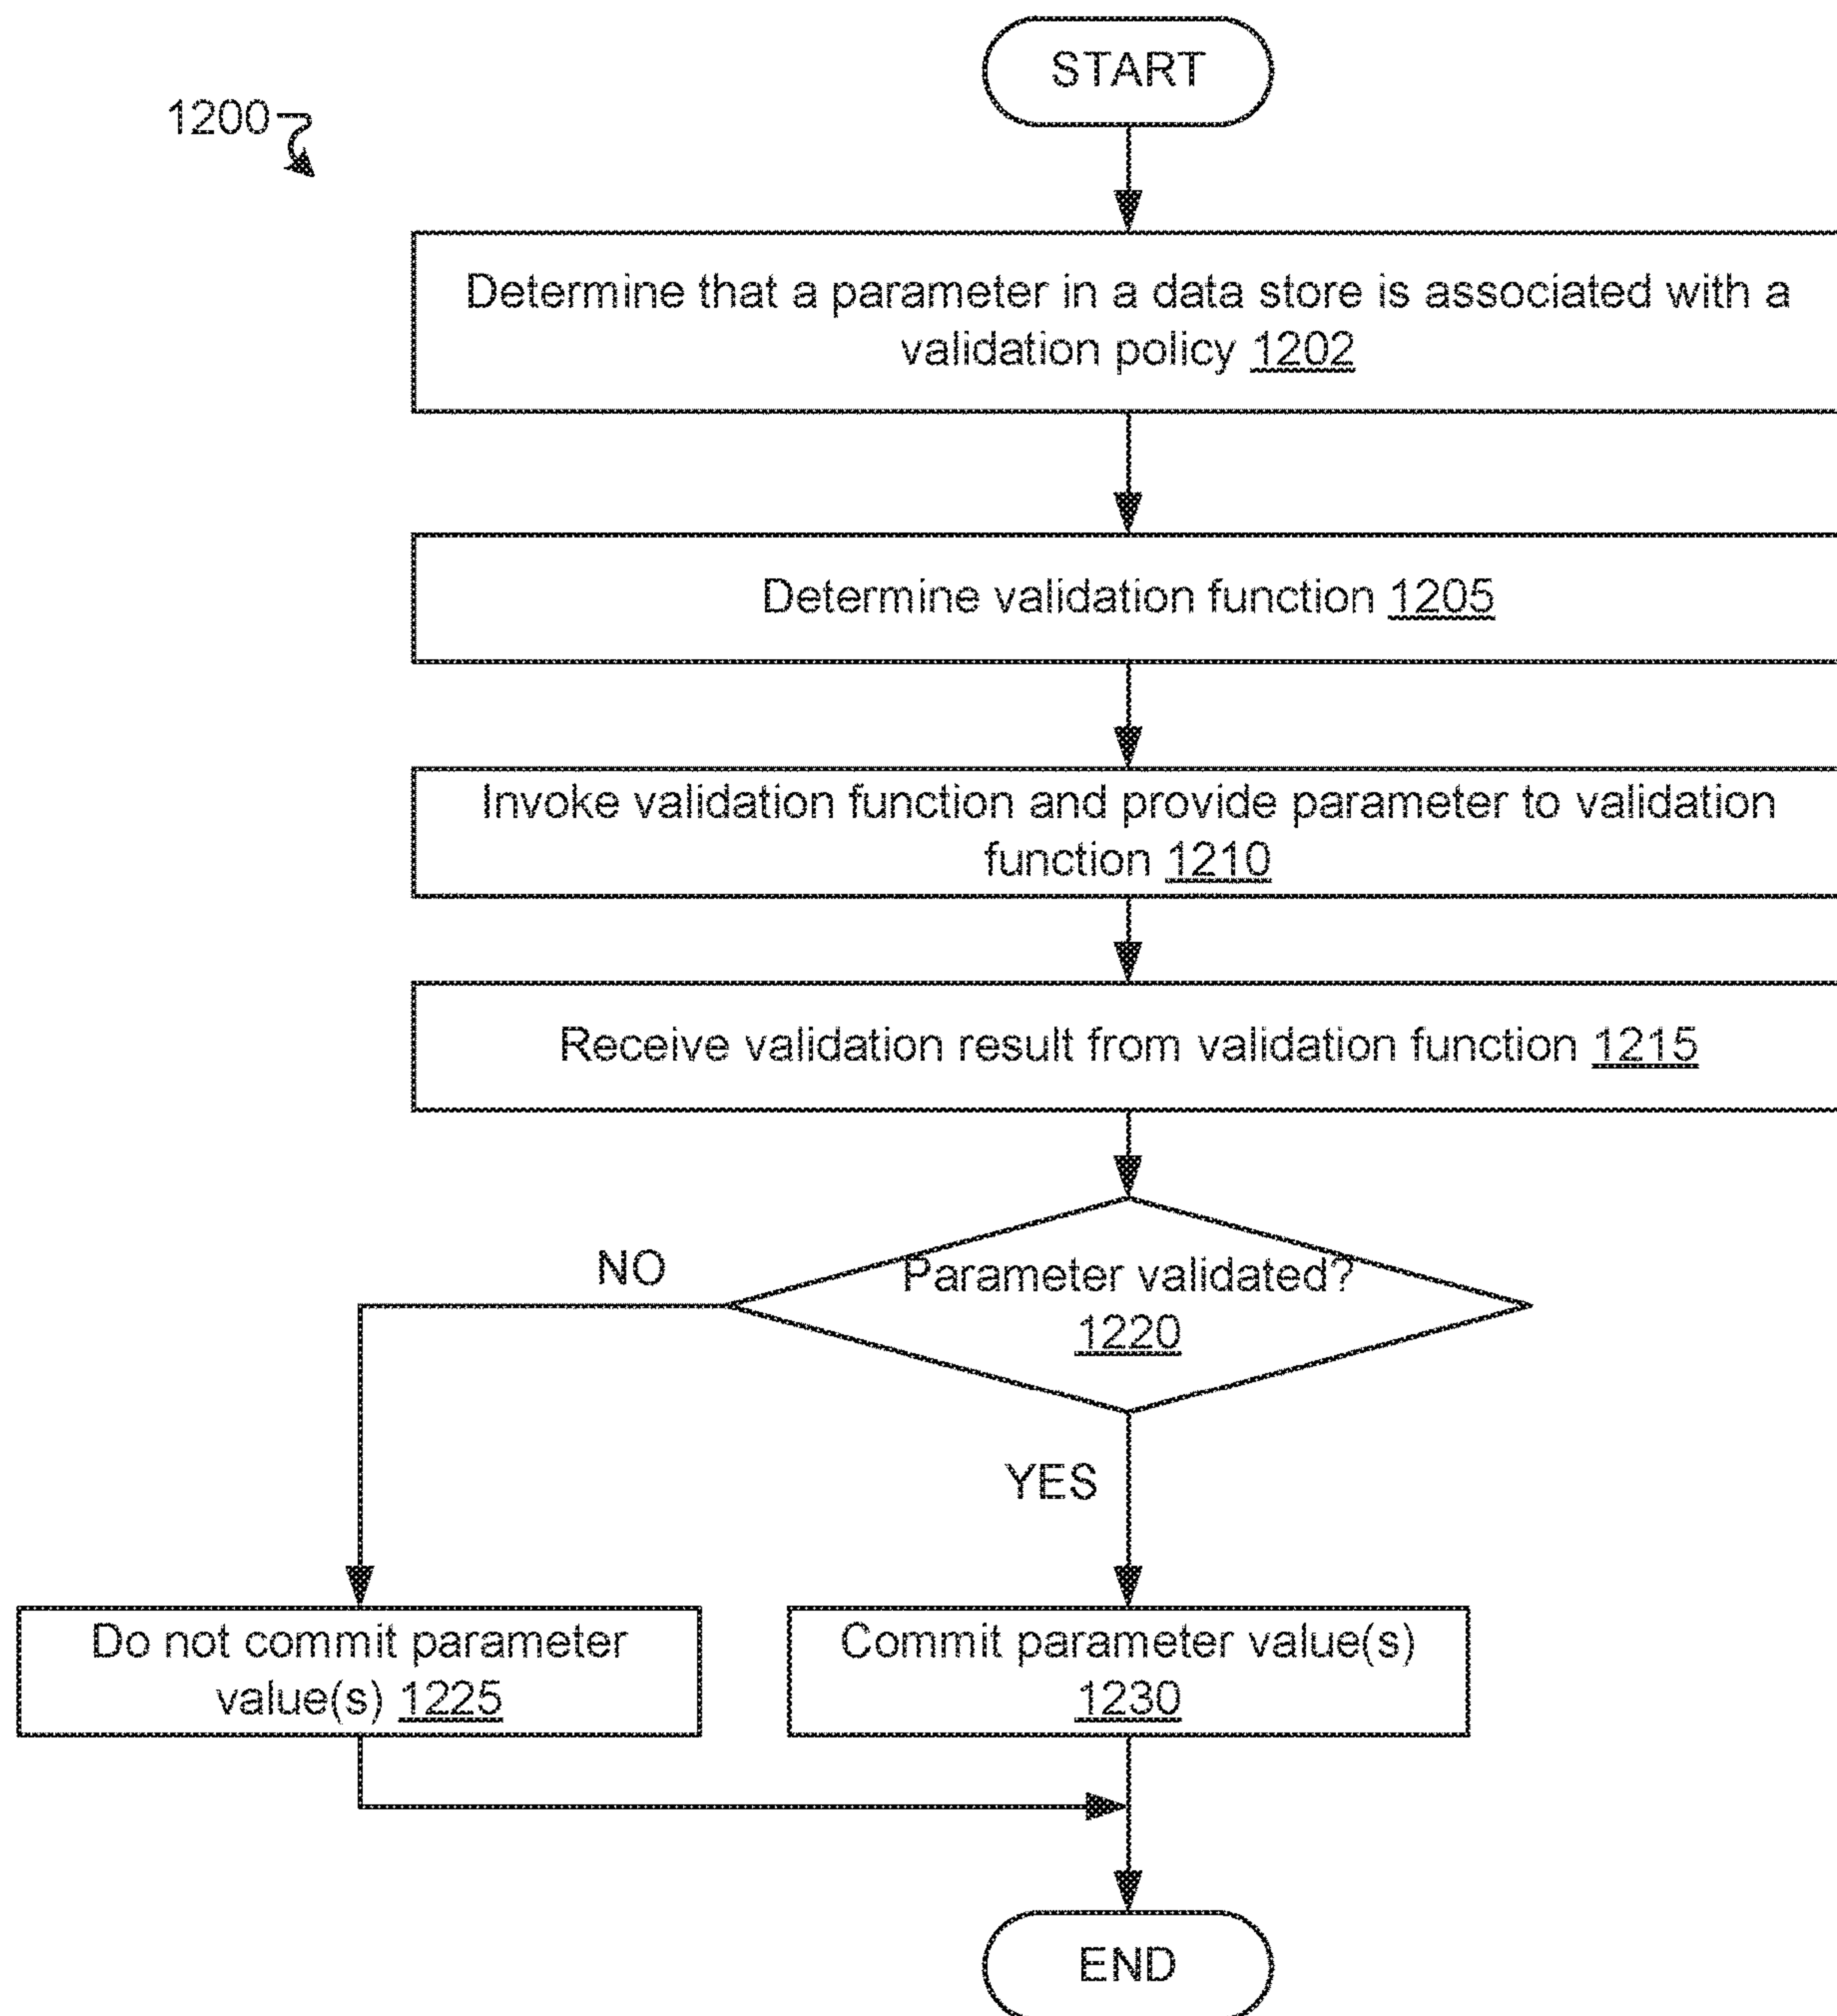 START
1200
Determine that a parameter in a data store is associated with a
validation policy 1202
Determine validation function 1205
Invoke validation function and provide parameter to validation
function 1210
Receive validation result from validation function 1215
NO
Parameter validated?
1220
YES
Do not commit parameter
value(s) 1225
Commit parameter value(s)
1230
END